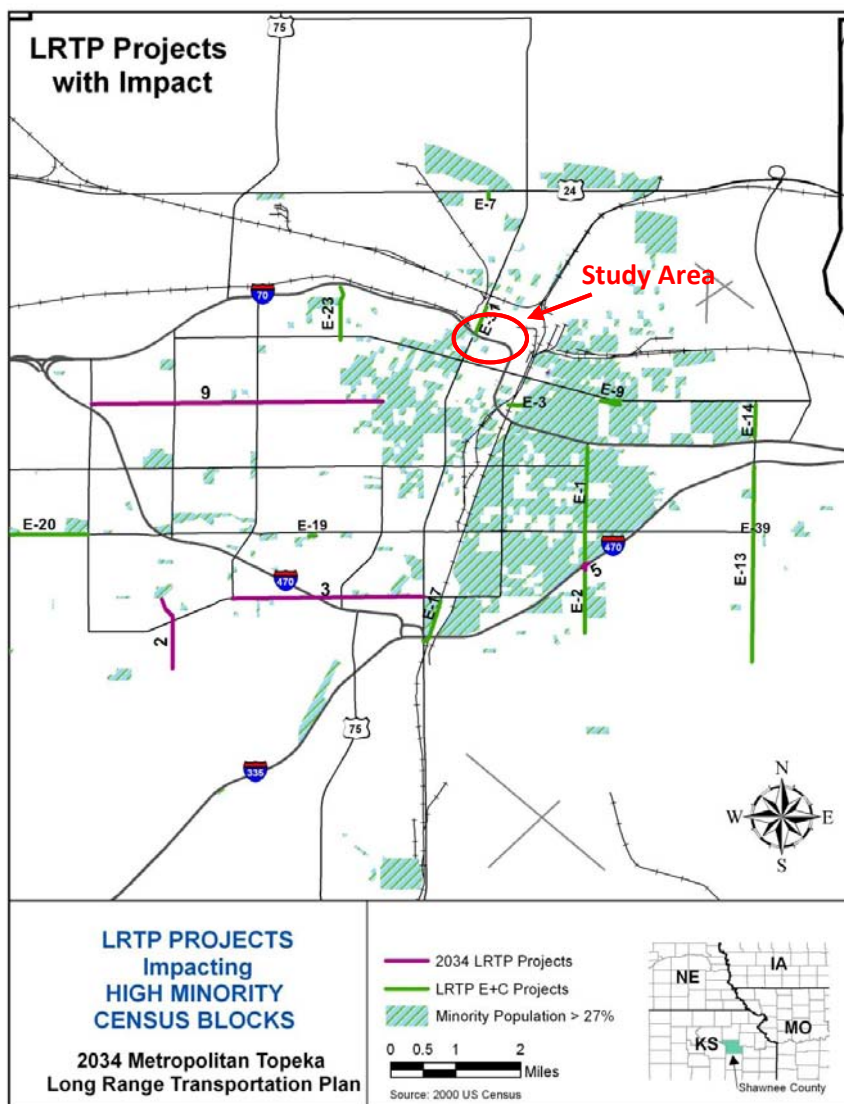 LRTP Projects
with Impact
75
24
E-7
Study Area
70
E-23
9
E-3
E-9
E-14
E-1
E-20
E-19
E-39
470
470
5
E-13
3
E-17
E-2
2
75
335
N
W
E
S
LRTP PROJECTS
Impacting
HIGH MINORITY
CENSUS BLOCKS
2034 Metropolitan Topeka
Long Range Transportation Plan
2034 LRTP Projects
LRTP E+C Projects
Minority Population > 27%
0 0.5 1 2
Miles
Source: 2000 US Census
NE
IA
KS
MO
Shawnee County